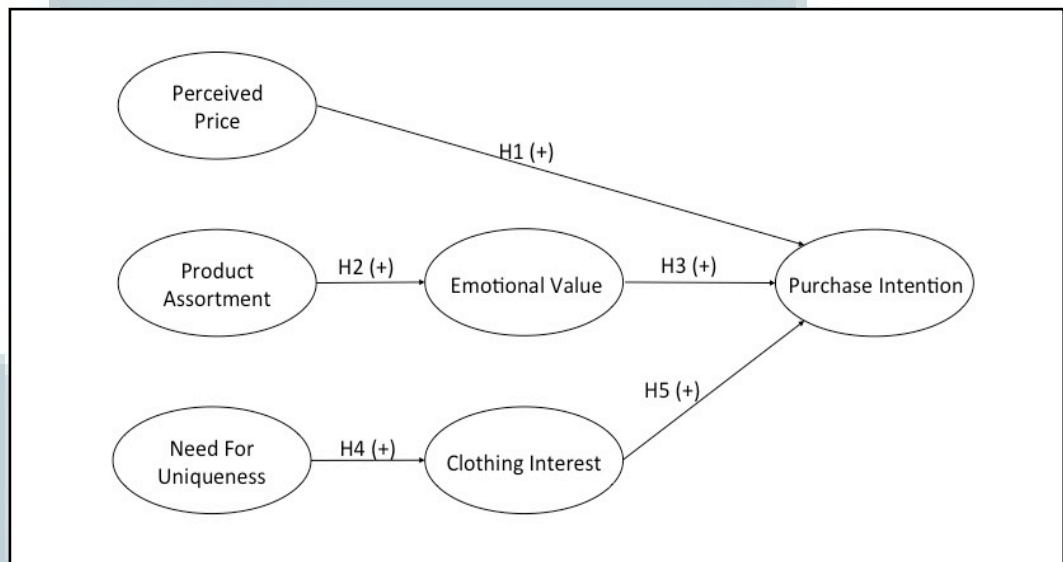 Perceived
Price
H1 (+)
Product
Assortment
H2 (+)
Emotional Value
H3 (+)
Purchase Intention
H5 (+)
Need For
Uniqueness
H4 (+)
Clothing Interest